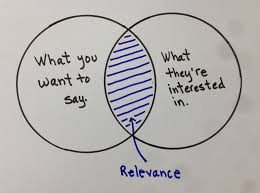 What you
want to
say.
What
they're
interested
in.
Relevance